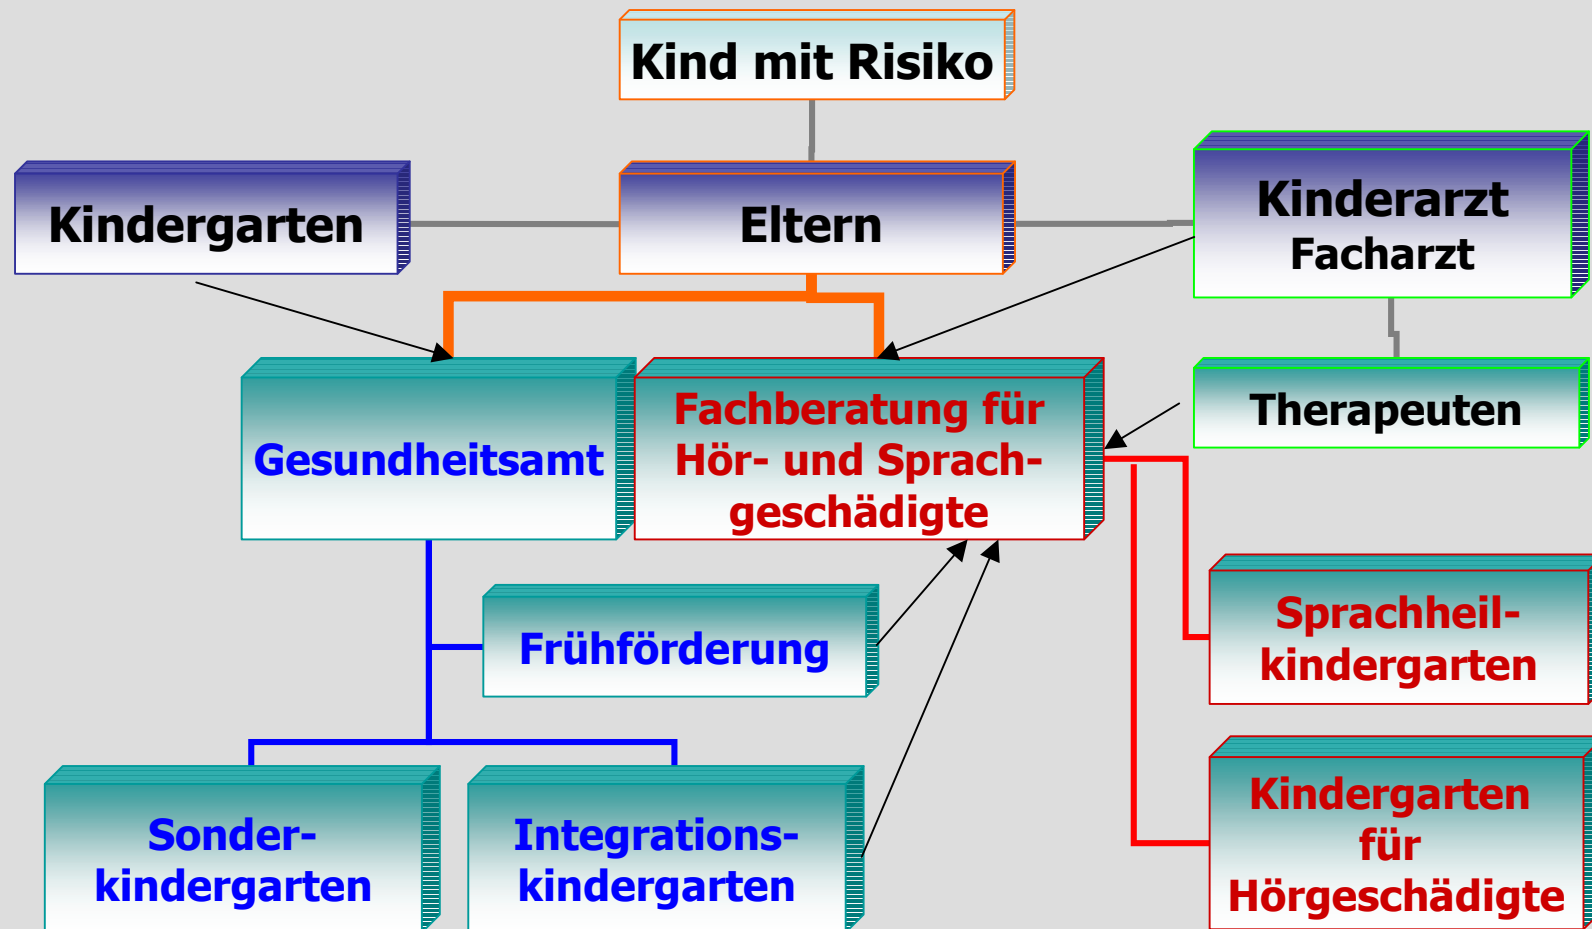 Kind mit Risiko
Kindergarten
Eltern
Kinderarzt
Facharzt
Gesundheitsamt
Fachberatung für
Hör- und Sprach-
geschädigte
Therapeuten
Frühförderung
Sprachheil-
kindergarten
Sonder-
kindergarten
Integrations-
kindergarten
Kindergarten
für
Hörgeschädigte